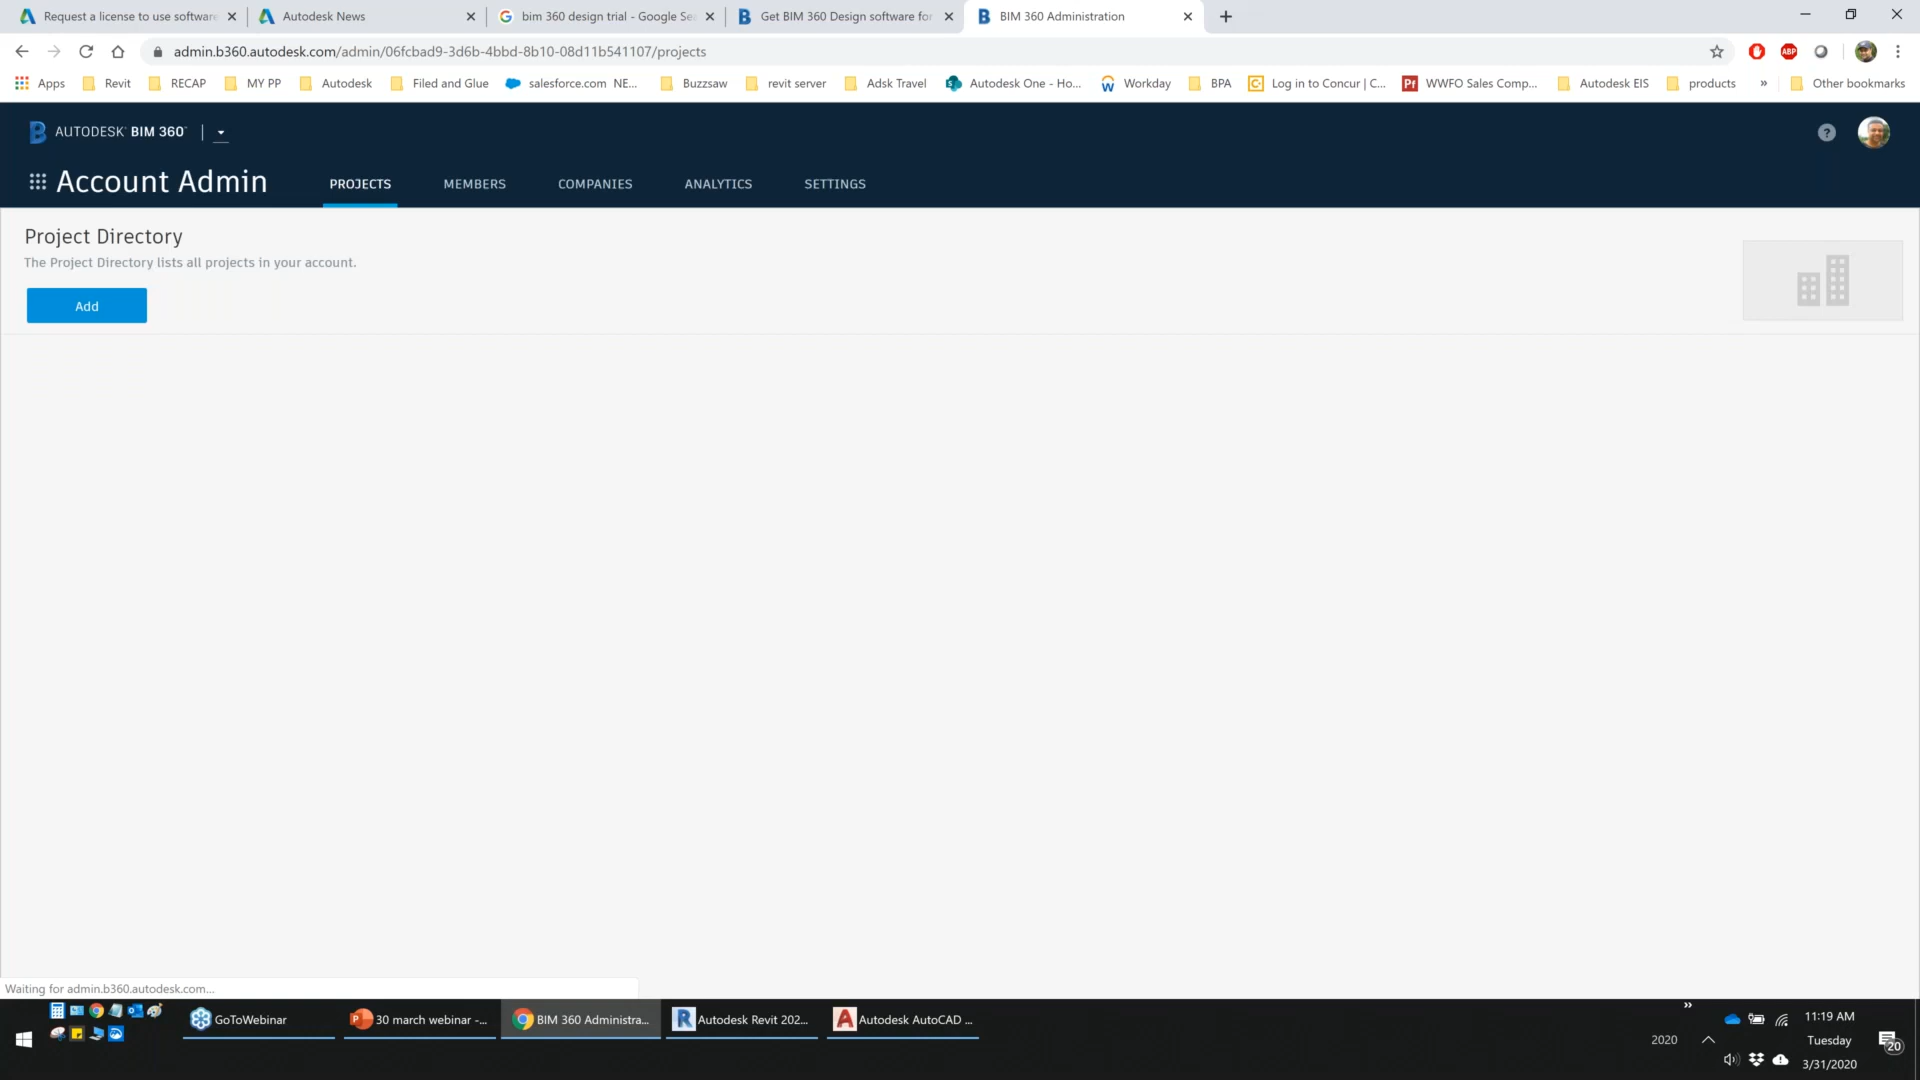 Request a license to use software
Autodesk News
bim 360 design trial - Google Se
Get BIM 360 Design software for
BIM 360 Administration
admin.b360.autodesk.com/admin/06fcbad9-3d6b-4bbd-8b10-08d11b541107/projects
ABP
Apps
Revit
RECAP
MY PP
Autodesk
Filed and Glue
salesforce.com NE...
Buzzsaw
revit server
Adsk Travel
Autodesk One - Ho...
Workday
BPA
Log in to Concur | C...
WWFO Sales Comp...
Autodesk EIS
products
»
Other bookmarks
AUTODESK® BIM 360™
?
Account Admin
PROJECTS
MEMBERS
COMPANIES
ANALYTICS
SETTINGS
Project Directory
The Project Directory lists all projects in your account.
Add
Waiting for admin.b360.autodesk.com...
GoToWebinar
30 march webinar -...
BIM 360 Administra...
Autodesk Revit 202...
Autodesk AutoCAD ...
»
2020
11:19 AM
Tuesday
3/31/2020
20